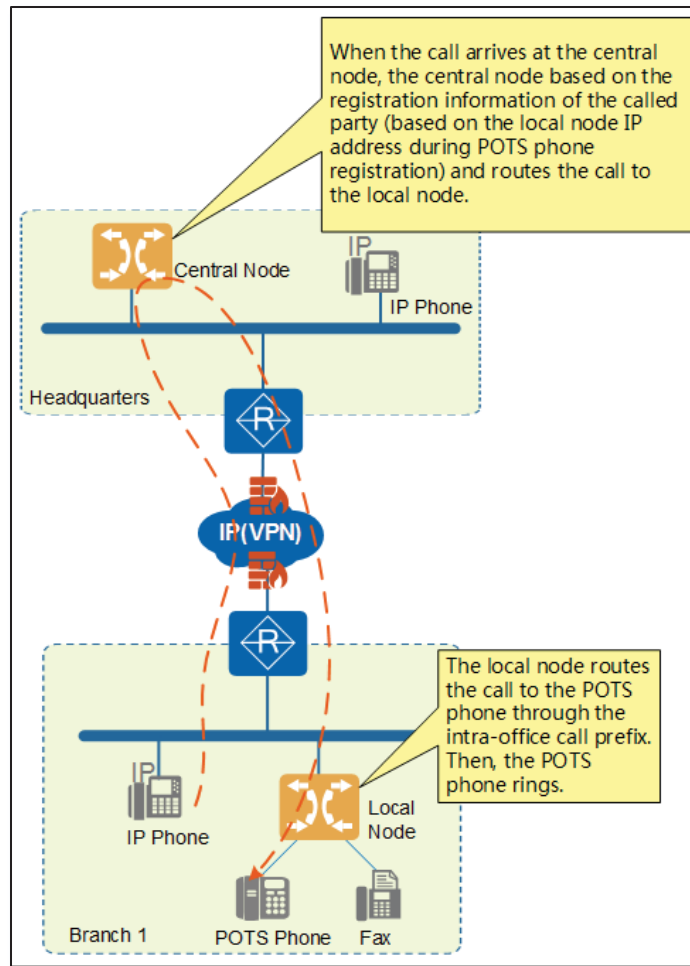 When the call arrives at the central
node, the central node based on the
registration information of the called
party (based on the local node IP
address during POTS phone
registration) and routes the call to
the local node.
IP
Central Node
IP Phone
Headquarters
R
IP(VPN)
R
The local node routes
the call to the POTS
phone through the
intra-office call prefix.
Then, the POTS
phone rings.
IP
IP Phone
Local
Node
Branch 1
POTS Phone
Fax